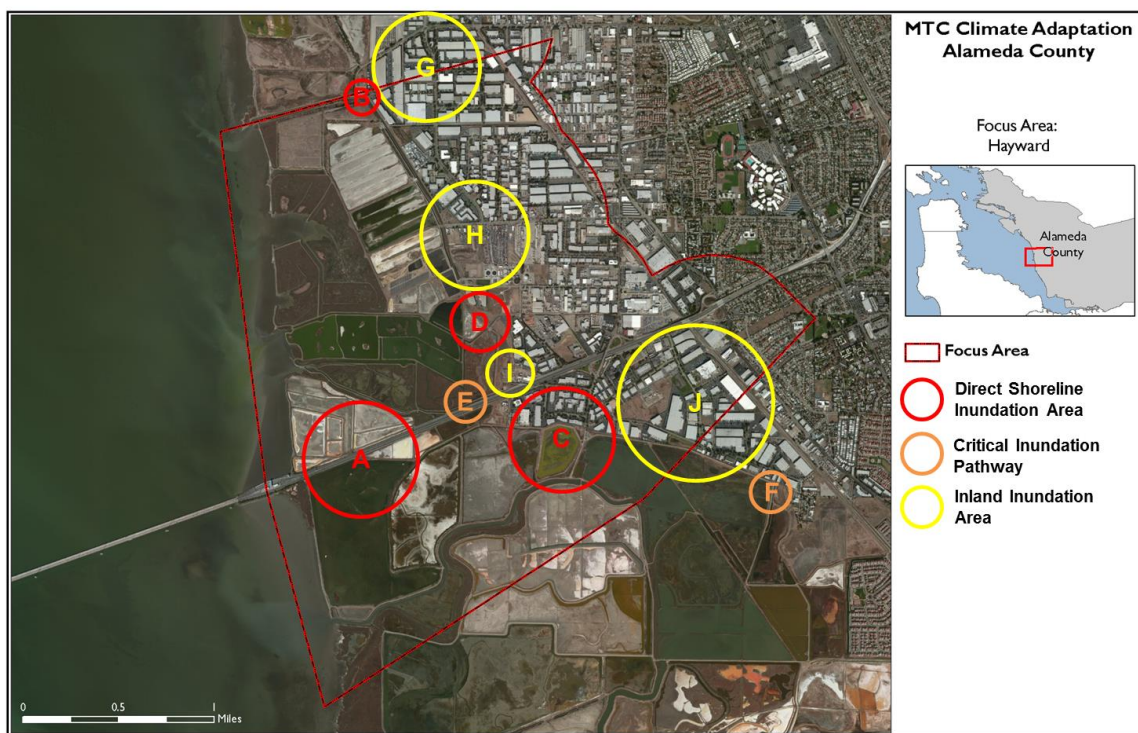 MTC Climate Adaptation
Alameda County
Focus Area:
Hayward
Alameda
County
Focus Area
Direct Shoreline
Inundation Area
Critical Inundation
Pathway
Inland Inundation
Area
G
B
H
D
I
E
J
C
A
F
0 0.5 1
Miles